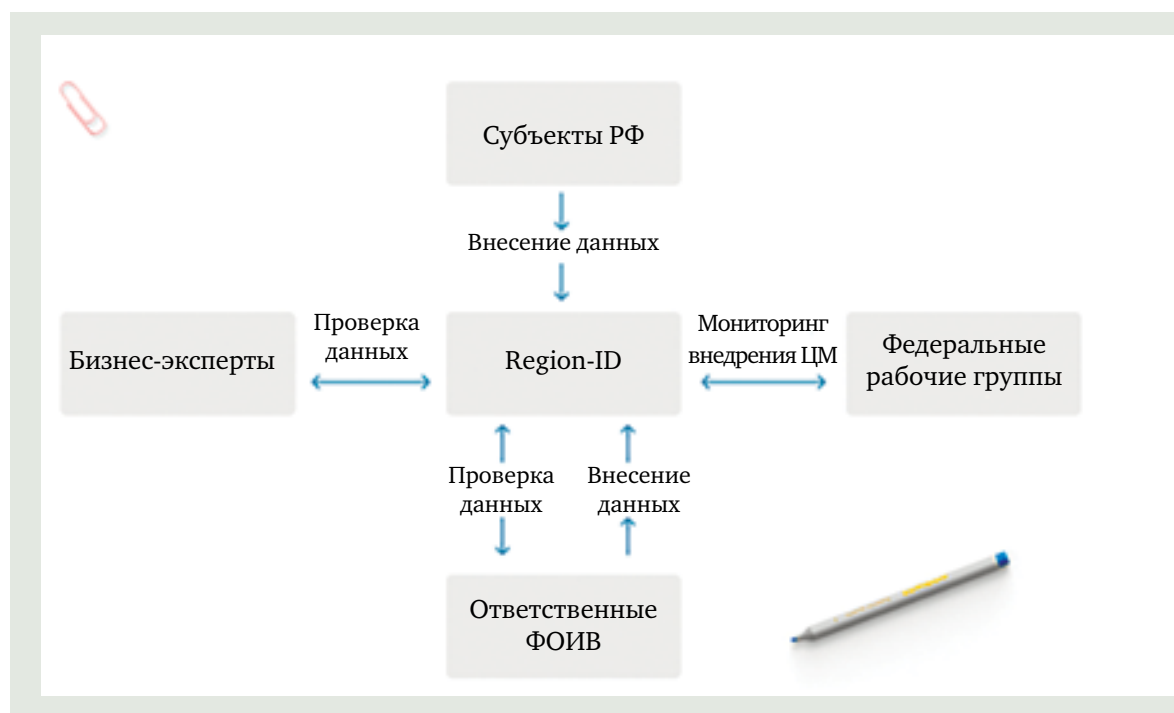 Субъекты РФ
Внесение данных
Бизнес-эксперты
Проверка
данных
Region-ID
Мониторинг
внедрения ЦМ
Федеральные
рабочие группы
Проверка
данных
Внесение
данных
Ответственные
ФОИВ